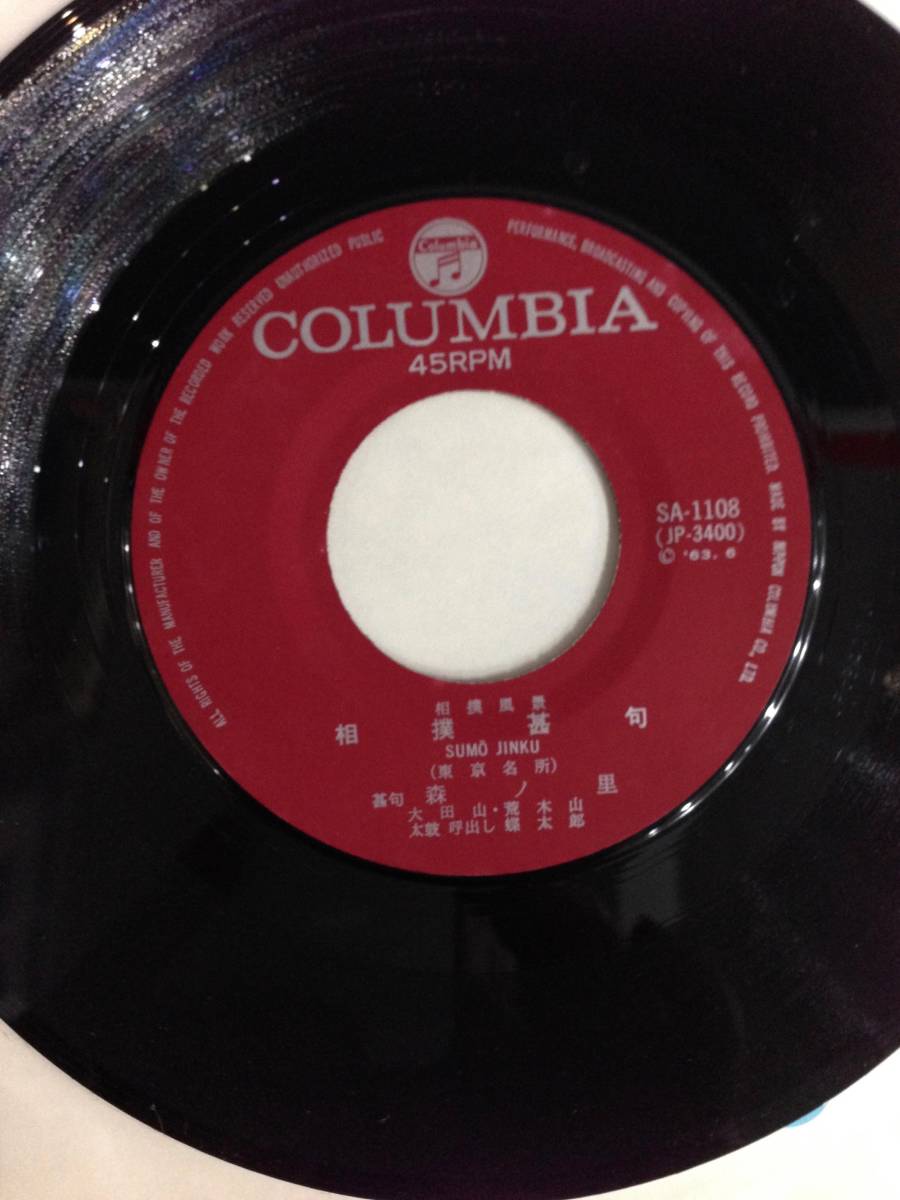 Columbia
COLUMBIA
45RPM
SA-1108
(JP-3400)
© '63. 6
相撲風景
相撲甚句
SUMŌ JINKU
(東京名所)
甚句 森ノ里
大田山・荒木山
太鼓 呼出し 蝶太郎
ALL RIGHTS OF THE MANUFACTURER AND OF THE OWNER OF THE RECORDED WORK RESERVED UNAUTHORIZED PUBLIC PERFORMANCE, BROADCASTING AND COPYING OF THIS RECORD PROHIBITED MADE BY NIPPON COLUMBIA CO., LTD.